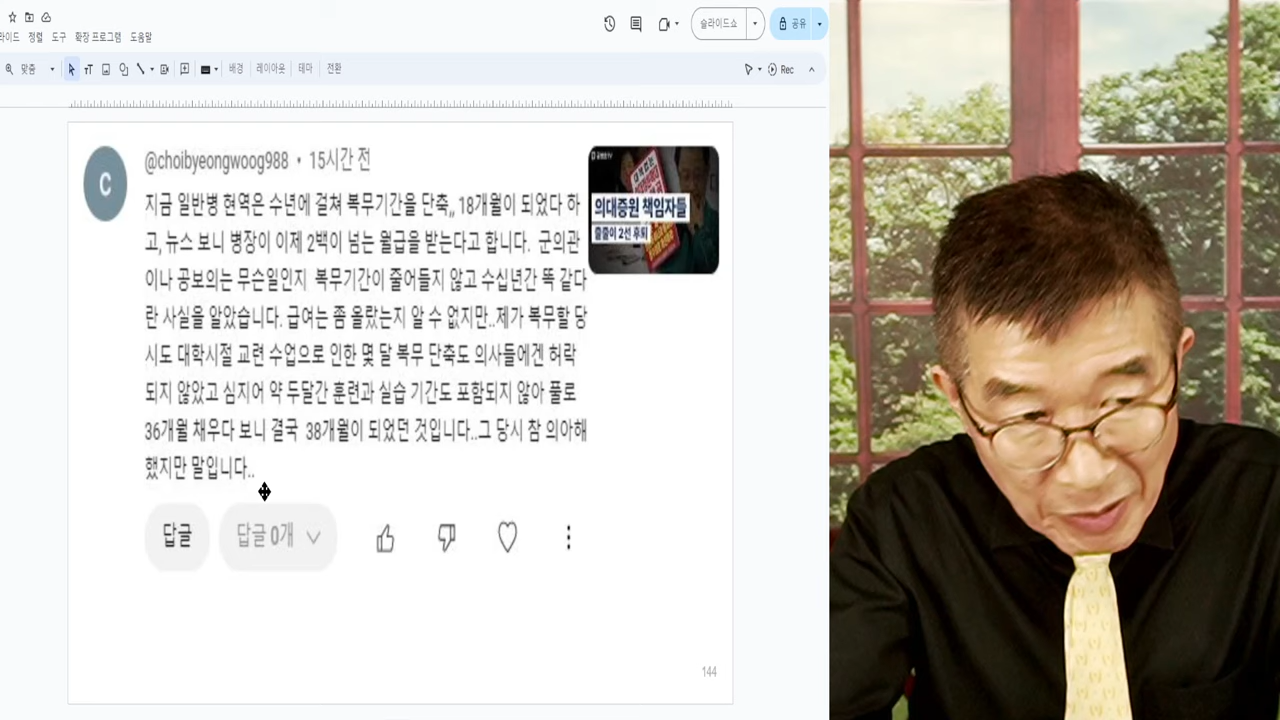 라이드 정렬 도구 확장 프로그램 도움말
슬라이드쇼
공유
맞춤
배경 레이아웃 테마 전환
Rec
C
@choibyeongwoog988 • 15시간 전
지금 일반병 현역은 수년에 걸쳐 복무기간을 단축,, 18개월이 되었다 하
고, 뉴스 보니 병장이 이제 2백이 넘는 월급을 받는다고 합니다. 군의관
이나 공보의는 무슨일인지 복무기간이 줄어들지 않고 수십년간 똑 같다
란 사실을 알았습니다. 급여는 좀 올랐는지 알 수 없지만..제가 복무할 당
시도 대학시절 교련 수업으로 인한 몇 달 복무 단축도 의사들에겐 허락
되지 않았고 심지어 약 두달간 훈련과 실습 기간도 포함되지 않아 풀로
36개월 채우다 보니 결국 38개월이 되었던 것입니다..그 당시 참 의아해
했지만 말입니다..
의대증원 책임자들
줄줄이 2선 후퇴
답글
답글 0개
144